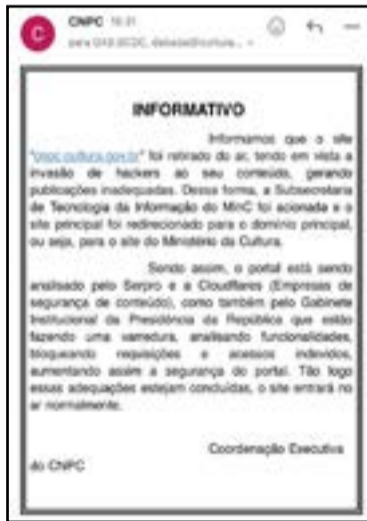 C
CNPC 16:31
INFORMATIVO
Informamos que o site
"cnpc.cultura.gov.br" foi retirado do ar, tendo em vista a
invasão de hackers ao seu conteúdo, gerando
publicações inadequadas. Dessa forma, a Subsecretaria
de Tecnologia da Informação do MinC foi acionada e o
site principal foi redirecionado para o domínio principal,
ou seja, para o site do Ministério da Cultura.
Sendo assim, o portal está sendo
analisado pelo Serpro e a Cloudflares (Empresas de
segurança de conteúdo), como também pelo Gabinete
Institucional da Presidência da República que estão
fazendo uma varredura, analisando funcionalidades,
bloqueando requisições e acessos indevidos,
aumentando assim a segurança do portal. Tão logo
essas adequações estejam concluídas, o site entrará no
ar normalmente.
Coordenação Executiva
do CNPC